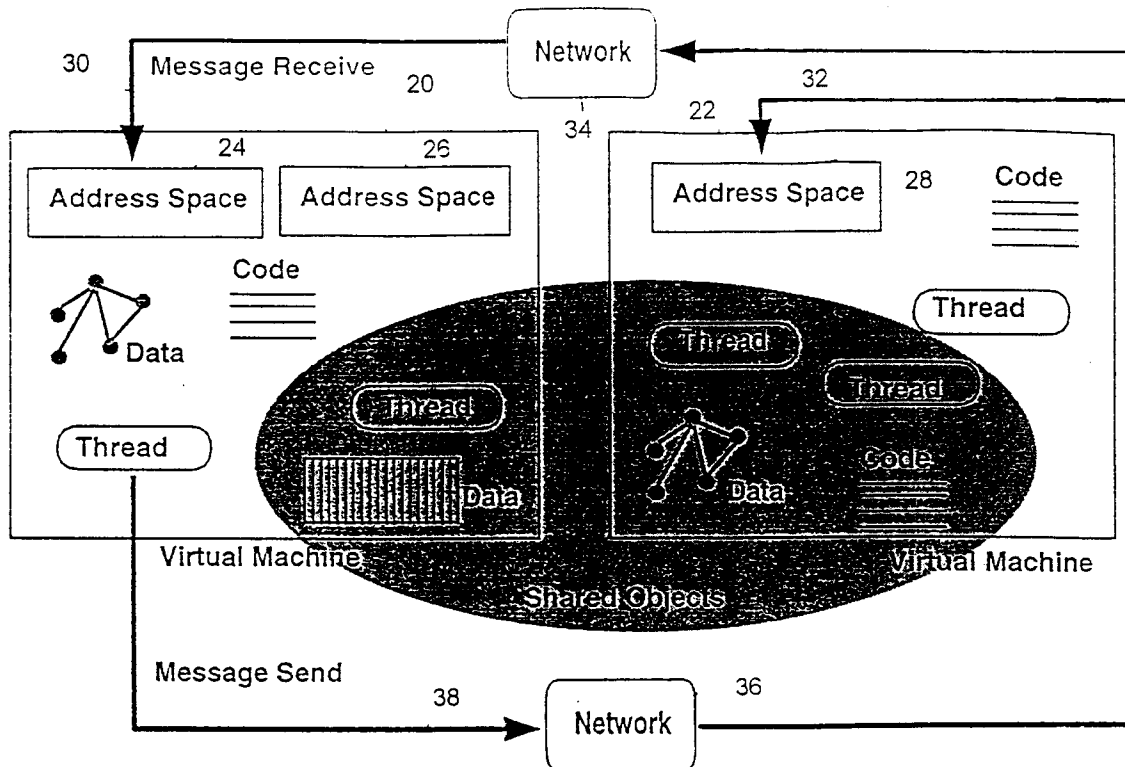 Network
30
Message Receive
20
32
34
22
24
26
Address Space
Address Space
Address Space
28
Code
Code
Data
Thread
Thread
Thread
Thread
Thread
Data
Data
Code
Virtual Machine
Virtual Machine
Shared Objects
Message Send
38
Network
36